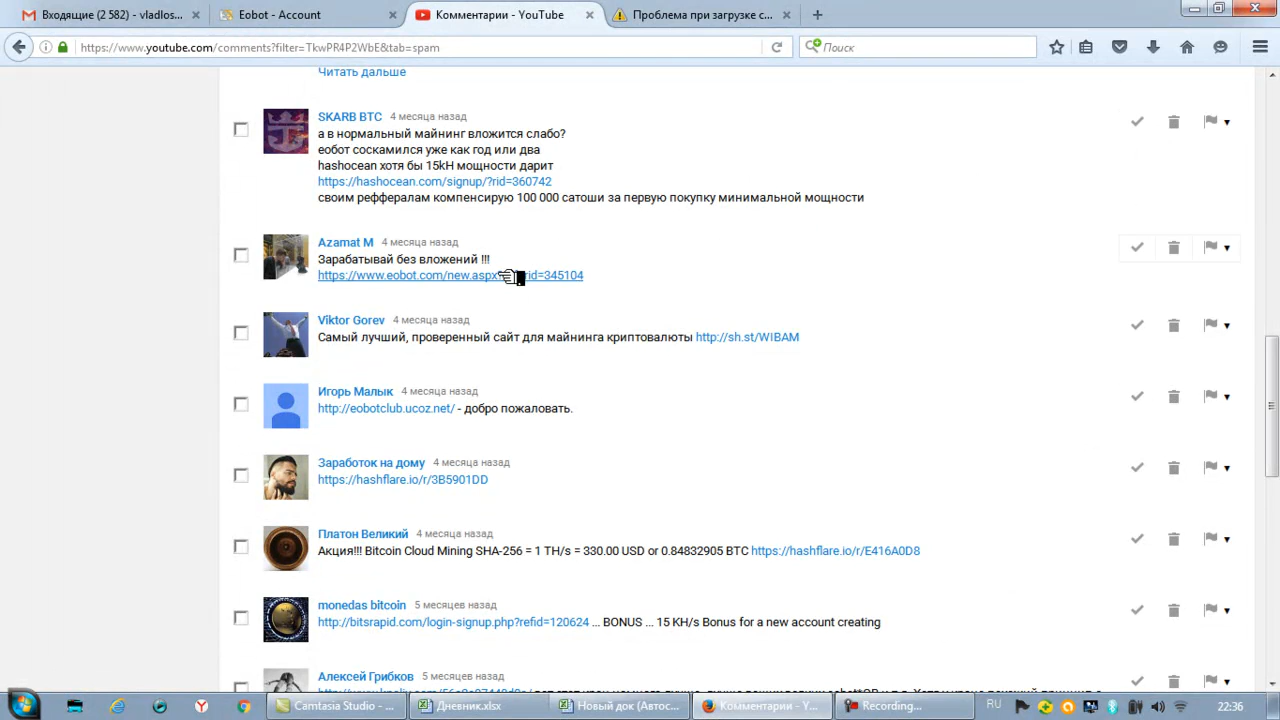 Входящие (2 582) - vladlos...
Eobot - Account
Комментарии - YouTube
Проблема при загрузке с...
https://www.youtube.com/comments?filter=TkwPR4P2WbE&tab=spam
Поиск
Читать дальше
SKARB BTC 4 месяца назад
а в нормальный майнинг вложится слабо?
еобот соскамился уже как год или два
hashocean хотя бы 15kH мощности дарит
https://hashocean.com/signup/?rid=360742
своим реффералам компенсирую 100 000 сатоши за первую покупку минимальной мощности
Azamat M 4 месяца назад
Зарабатывай без вложений !!!
https://www.eobot.com/new.aspx rid=345104
Viktor Gorev 4 месяца назад
Самый лучший, проверенный сайт для майнинга криптовалюты http://sh.st/WIBAM
Игорь Малык 4 месяца назад
http://eobotclub.ucoz.net/ - добро пожаловать.
Заработок на дому 4 месяца назад
https://hashflare.io/r/3B5901DD
Платон Великий 4 месяца назад
Акция!!! Bitcoin Cloud Mining SHA-256 = 1 TH/s = 330.00 USD or 0.84832905 BTC https://hashflare.io/r/E416A0D8
monedas bitcoin 5 месяцев назад
http://bitsrapid.com/login-signup.php?refid=120624 ... BONUS ... 15 KH/s Bonus for a new account creating
Алексей Грибков 5 месяцев назад
Camtasia Studio - ...
Дневник.xlsx
Новый док (Автос...
Комментарии - Y...
Recording...
RU
22:36